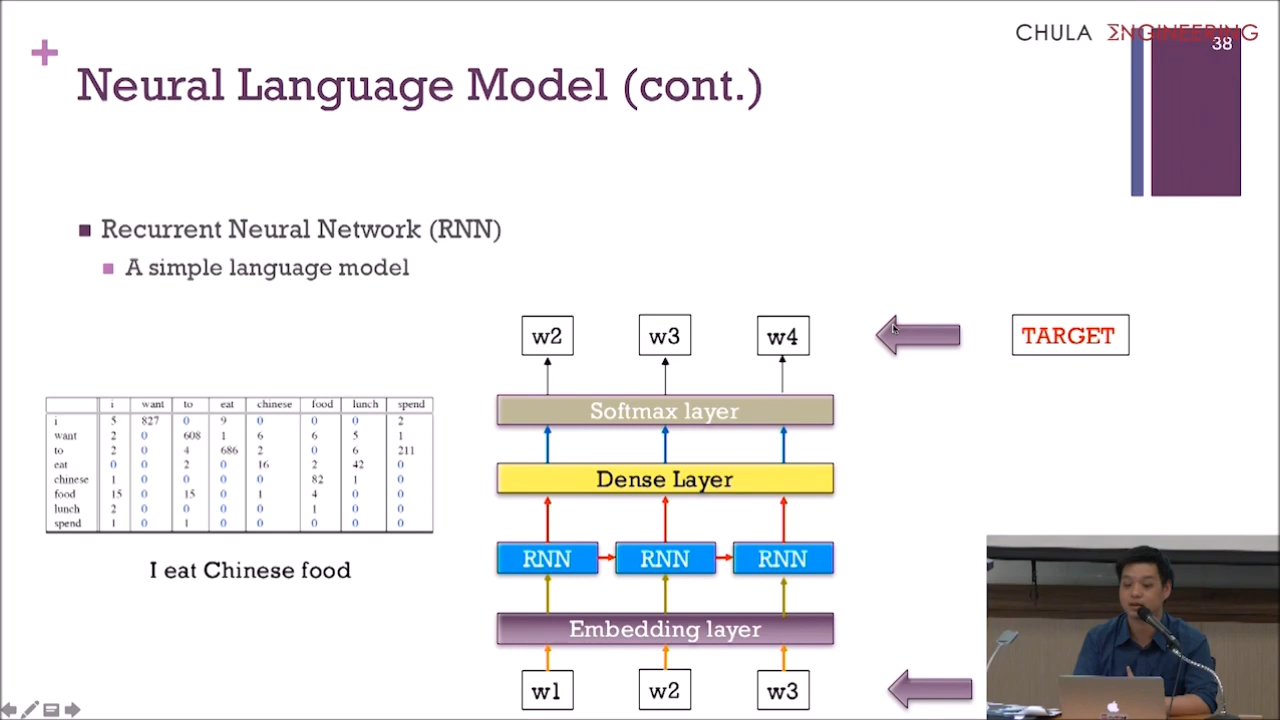 CHULA ΣNGINEERING
38
Neural Language Model (cont.)
Recurrent Neural Network (RNN)
A simple language model
w2 w3 w4
TARGET
Softmax layer
Dense Layer
RNN RNN RNN
Embedding layer
w1 w2 w3
i want to eat chinese food lunch spend
i 5 827 0 9 0 0 0 2
want 2 0 608 1 6 6 5 1
to 2 0 4 686 2 0 6 211
eat 0 0 2 0 16 2 42 0
chinese 1 0 0 0 0 82 1 0
food 15 0 15 0 1 4 0 0
lunch 2 0 0 0 0 1 0 0
spend 1 0 1 0 0 0 0 0
I eat Chinese food